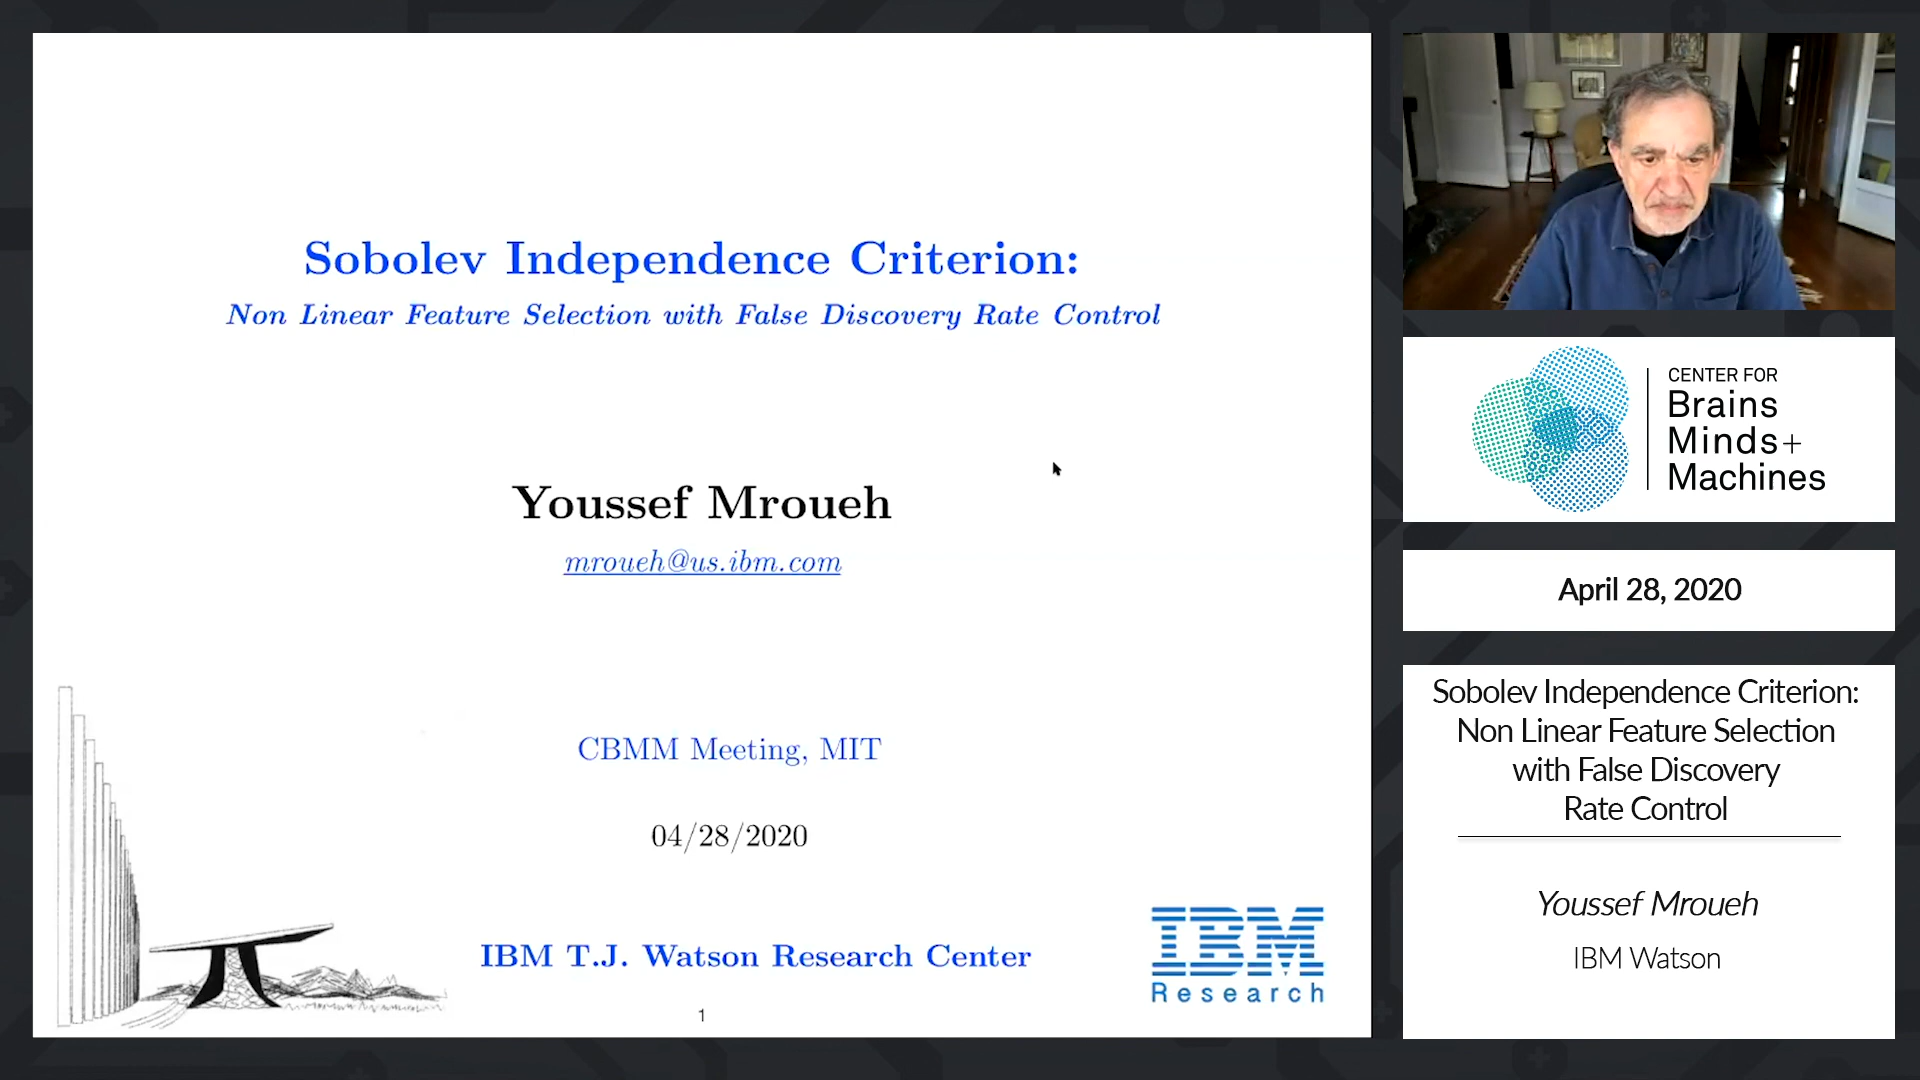 Sobolev Independence Criterion:
Non Linear Feature Selection with False Discovery Rate Control
Youssef Mroueh
mroueh@us.ibm.com
CBMM Meeting, MIT
04/28/2020
IBM T.J. Watson Research Center
IBM
Research
1
CENTER FOR
Brains
Minds+
Machines
April 28, 2020
Sobolev Independence Criterion:
Non Linear Feature Selection
with False Discovery
Rate Control
Youssef Mroueh
IBM Watson